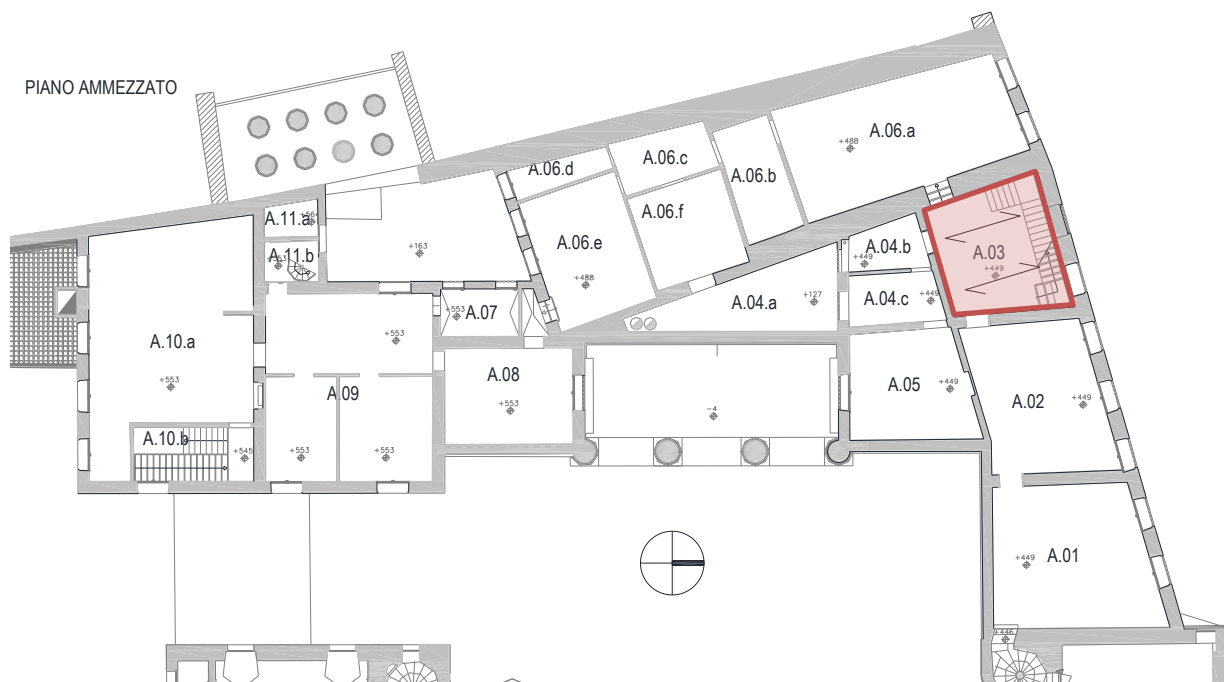 PIANO AMMEZZATO
A.06.a
+488
A.06.c
A.06.d
A.06.b
A.06.f
A.11.a
A.06.e
A.04.b
A.11.b
+163
A.03
+449
+449
+488
A.04.c
+449
A.04.a
+127
+553
A.07
+553
A.10.a
+553
A.08
+553
A.09
A.05
+449
A.02
+449
-4
A.10.b
+545
+553
+553
A.01
+449
+446